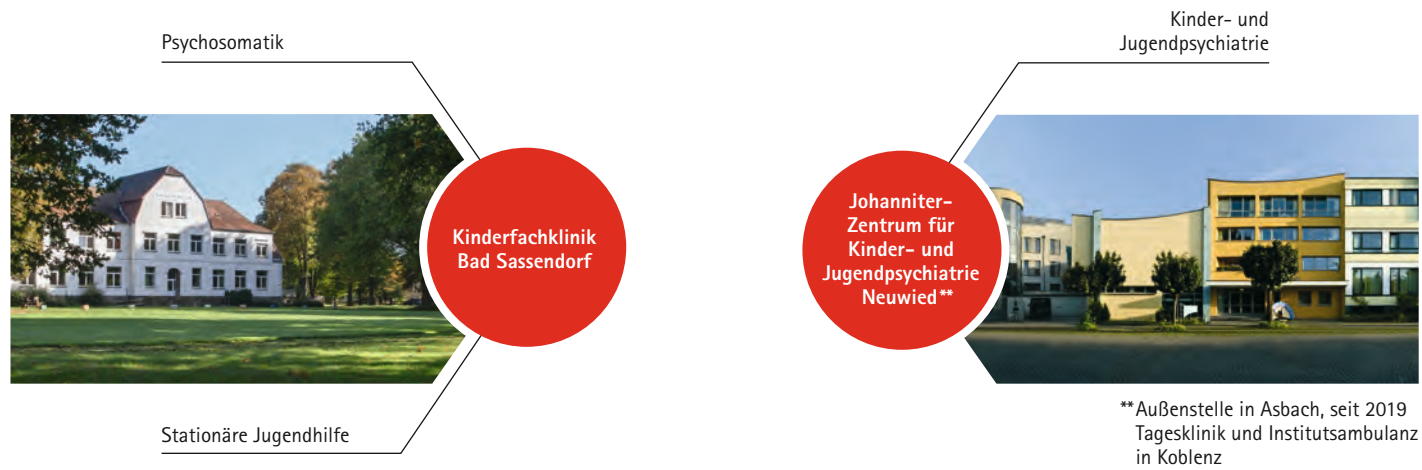 Psychosomatik
Kinderfachklinik
Bad Sassendorf
Stationäre Jugendhilfe
Kinder- und
Jugendpsychiatrie
Johanniter-
Zentrum für
Kinder- und
Jugendpsychiatrie
Neuwied**
**Außenstelle in Asbach, seit 2019
Tagesklinik und Institutsambulanz
in Koblenz